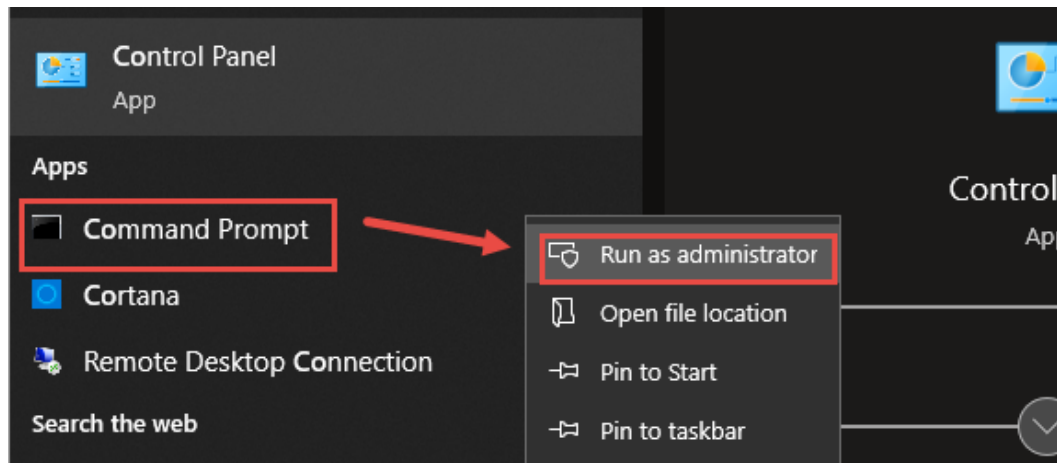 Control Panel
App
Apps
Command Prompt
Cortana
Remote Desktop Connection
Search the web
Run as administrator
Open file location
Pin to Start
Pin to taskbar
Control
App